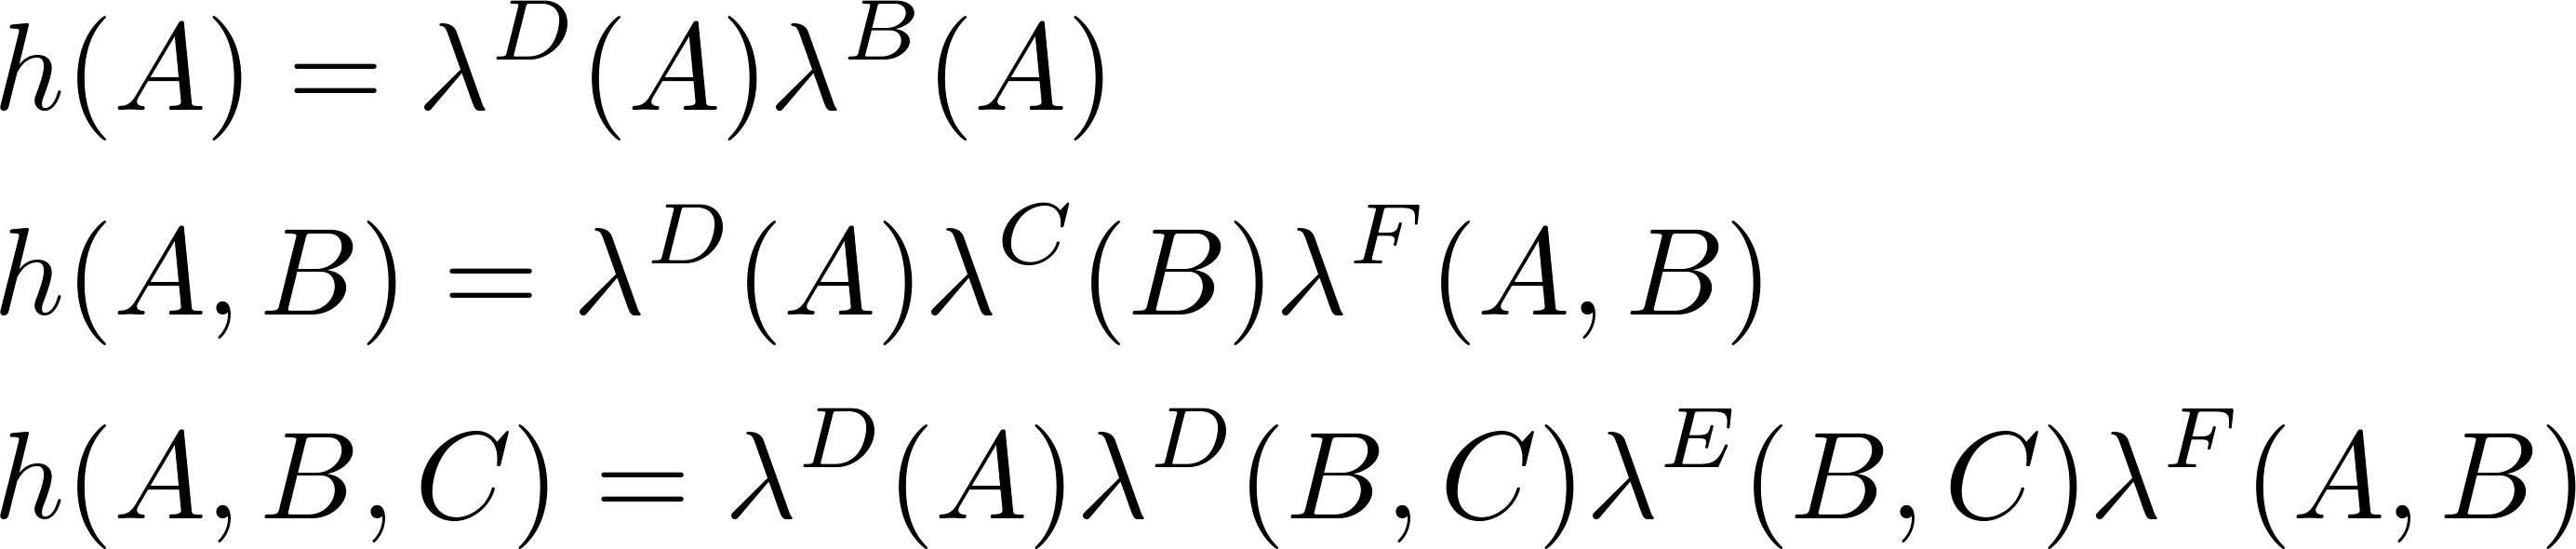 h(A) = λ^D(A)λ^B(A)
h(A, B) = λ^D(A)λ^C(B)λ^F(A, B)
h(A, B, C) = λ^D(A)λ^D(B, C)λ^E(B, C)λ^F(A, B)